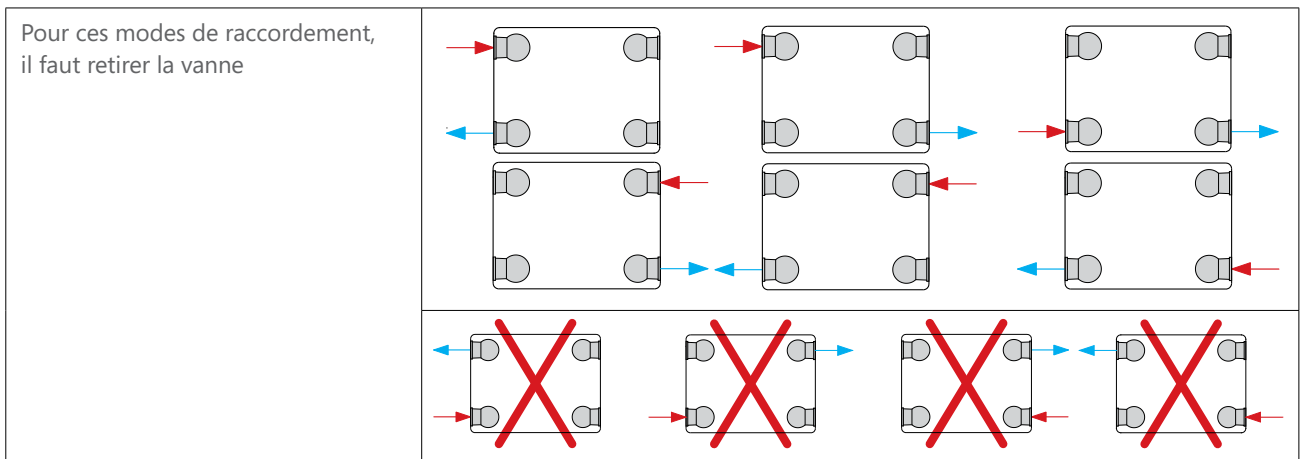 Pour ces modes de raccordement,
il faut retirer la vanne